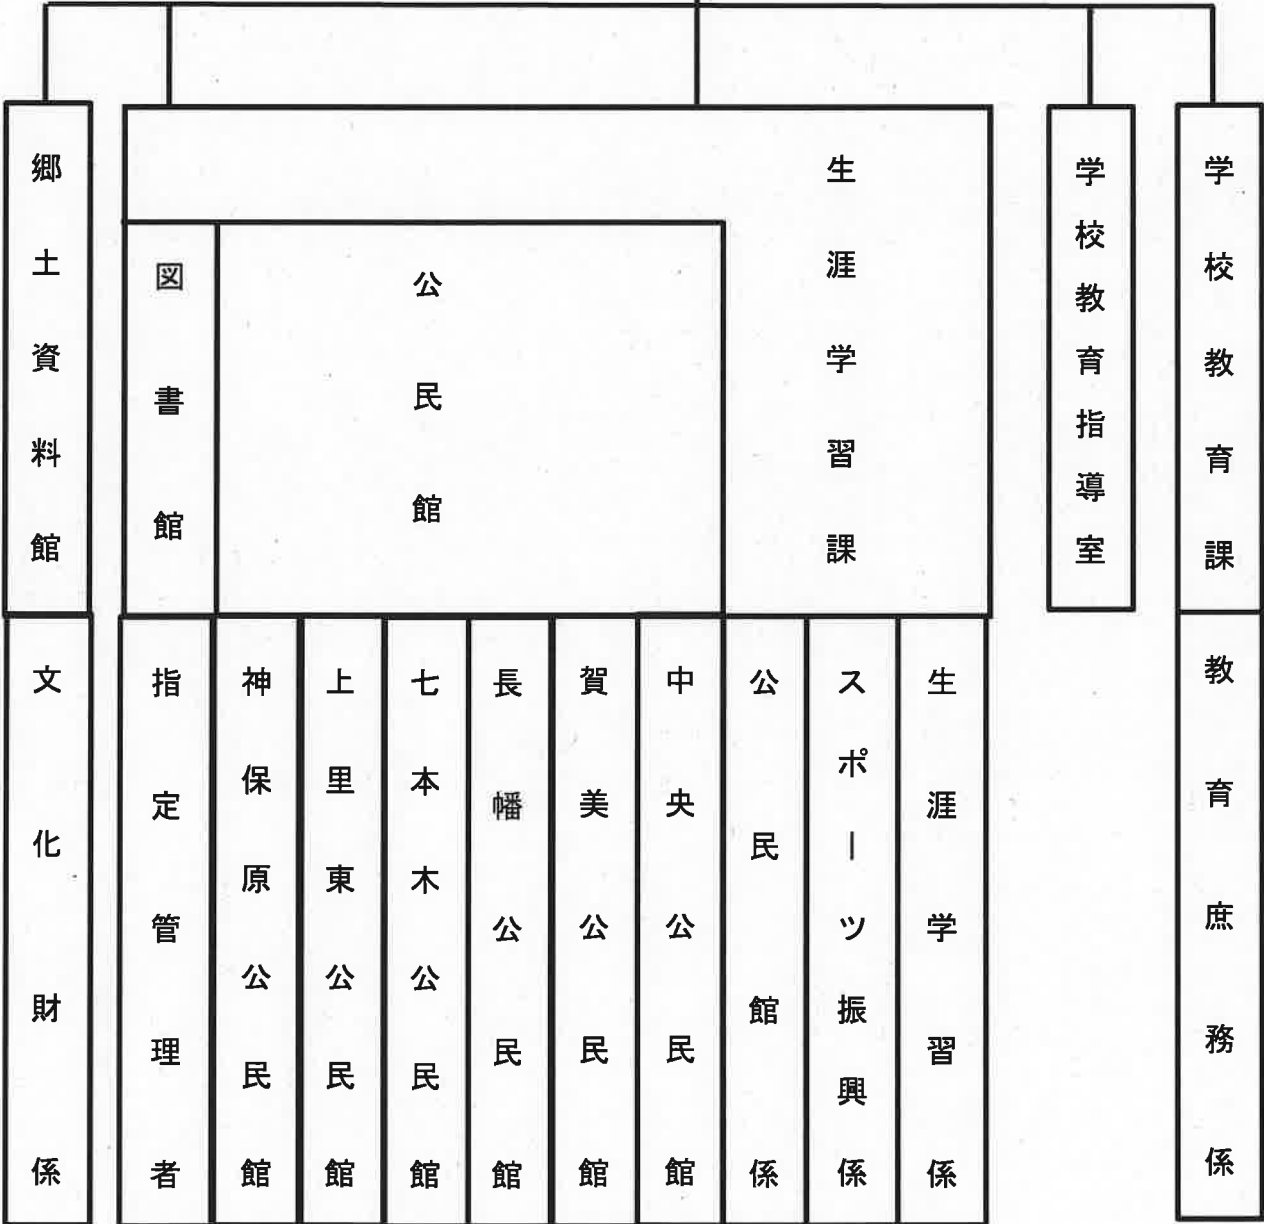 学校教育課
教育庶務係
学校教育指導室
生涯学習課
生涯学習係
スポーツ振興係
公民館係
公民館
中央公民館
賀美公民館
長幡公民館
七本木公民館
上里東公民館
神保原公民館
図書館
指定管理者
郷土資料館
文化財係